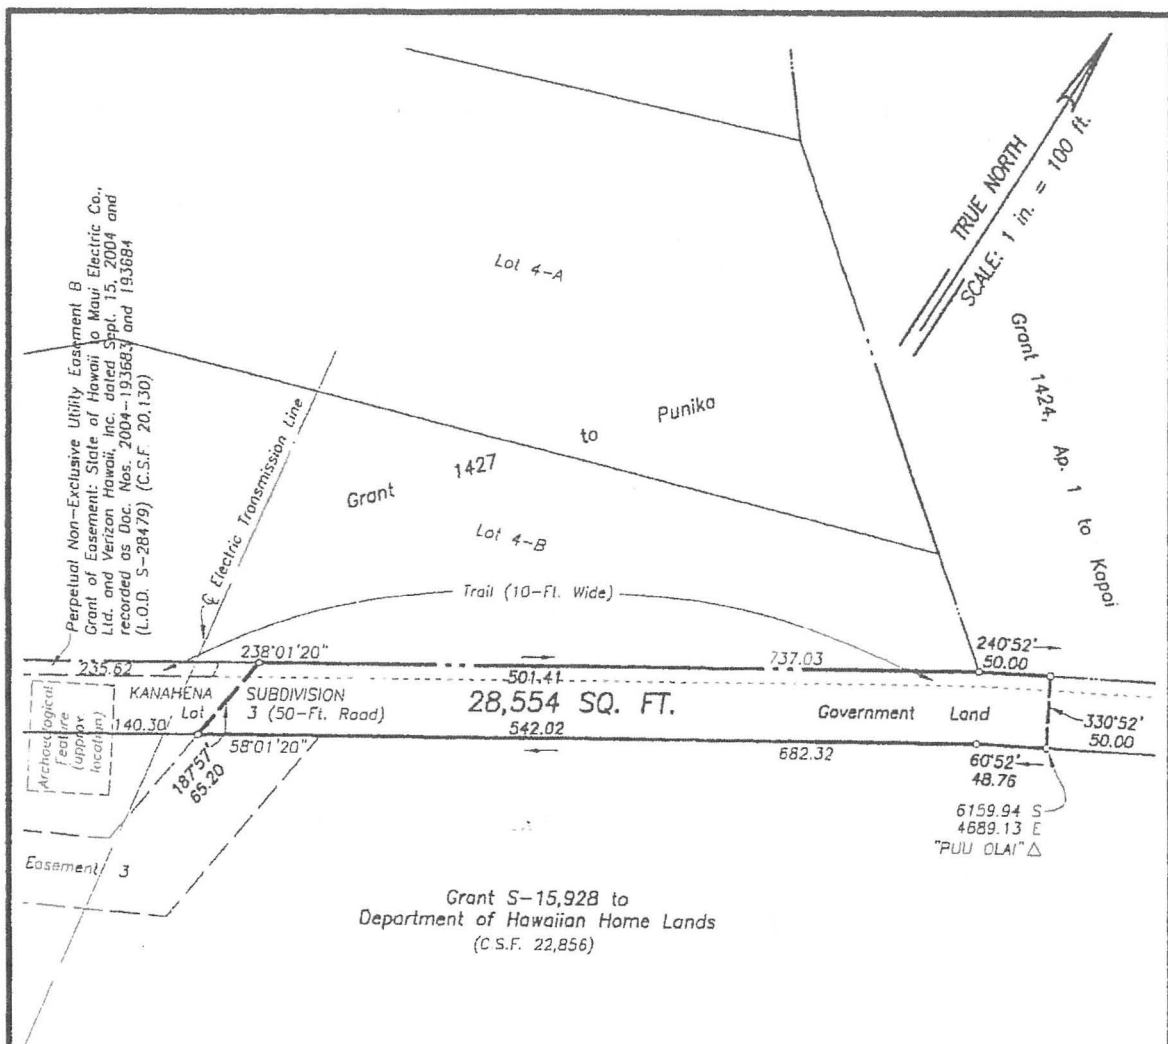 TRUE NORTH
SCALE: 1 in. = 100 ft.
Perpetual Non-Exclusive Utility Easement B
Grant of Easement: State of Hawaii to Maui Electric Co.,
Ltd. and Verizon Hawaii, Inc. dated Sept. 15, 2004 and
recorded as Doc. Nos. 2004-193683 and 193684
(L.O.D. S-28479) (C.S.F. 20,130)
℄ Electric Transmission Line
Lot 4-A
Grant 1427 to Punika
Lot 4-B
Grant 1424, Ap. 1 to Kapai
Trail (10-Ft. Wide)
235.62
238°01'20"
737.03
240°52'
50.00
501.41
KANAHENA SUBDIVISION
Lot 3 (50-Ft. Road)
28,554 SQ. FT.
Government Land
330°52'
50.00
Archaeological
Feature
(approx
location)
140.30
58°01'20"
542.02
682.32
60°52'
48.76
187°57'
65.20
6159.94 S
4689.13 E
"PUU OLAI" △
Easement 3
Grant S-15,928 to
Department of Hawaiian Home Lands
(C.S.F. 22,856)